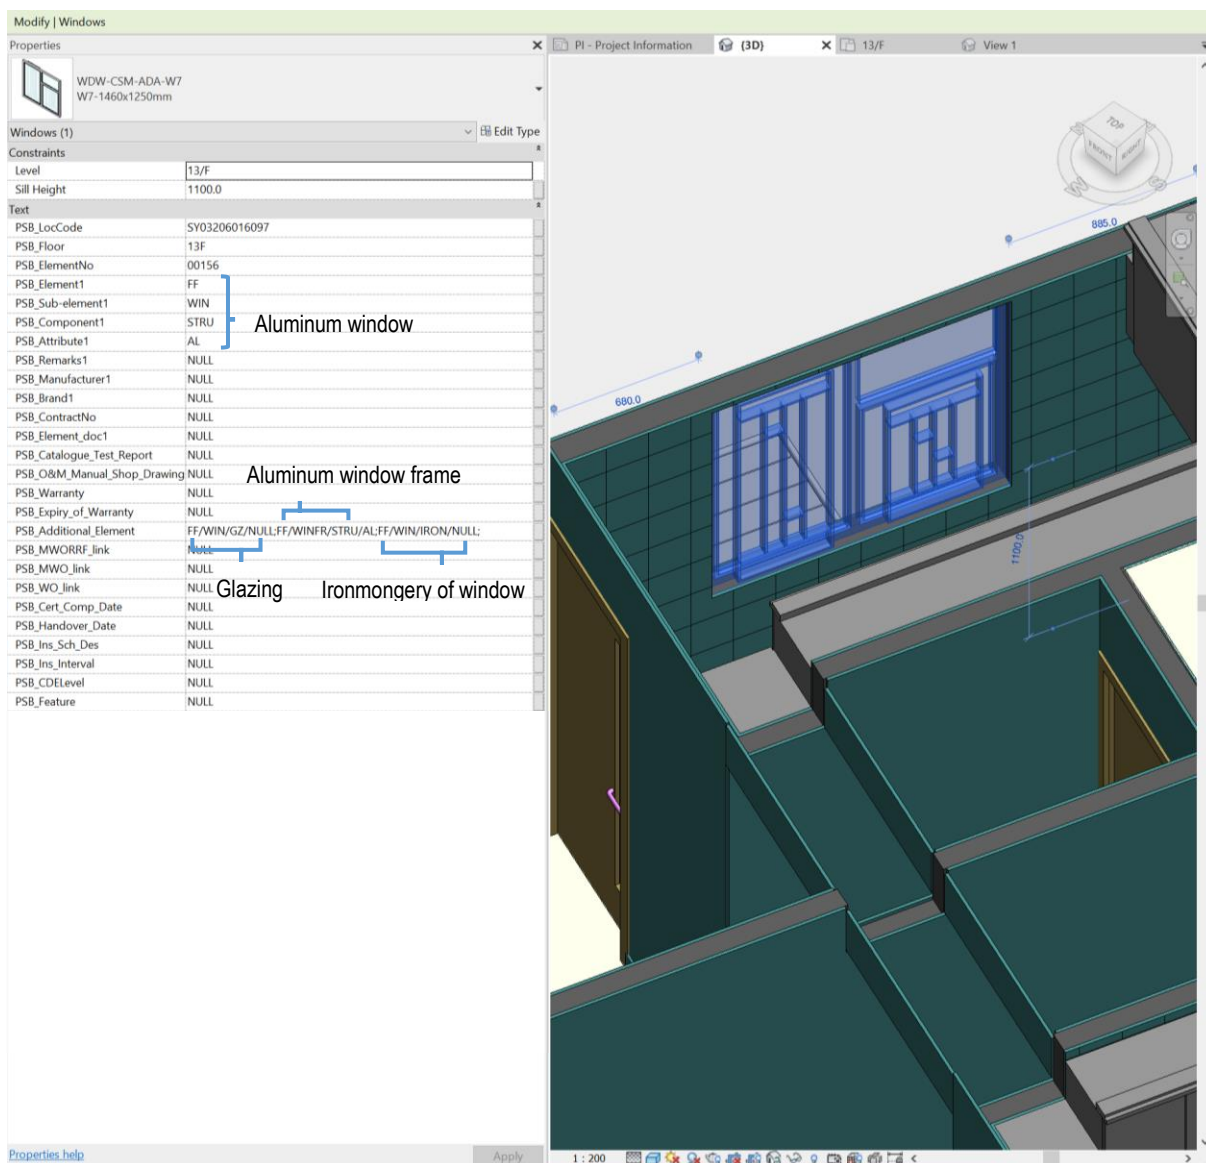 Modify | Windows
Properties
PI - Project Information
{3D}
13/F
View 1
WDW-CSM-ADA-W7
W7-1460x1250mm
Windows (1)
Edit Type
Constraints
Level 13/F
Sill Height 1100.0
Text
PSB_LocCode SY03206016097
PSB_Floor 13F
PSB_ElementNo 00156
PSB_Element1 FF
PSB_Sub-element1 WIN
PSB_Component1 STRU
Aluminum window
PSB_Attribute1 AL
PSB_Remarks1 NULL
PSB_Manufacturer1 NULL
PSB_Brand1 NULL
PSB_ContractNo NULL
PSB_Element_doc1 NULL
PSB_Catalogue_Test_Report NULL
PSB_O&M_Manual_Shop_Drawing NULL
Aluminum window frame
PSB_Warranty NULL
PSB_Expiry_of_Warranty NULL
PSB_Additional_Element FF/WIN/GZ/NULL;FF/WINFR/STRU/AL;FF/WIN/IRON/NULL;
PSB_MWORRF_link NULL
PSB_MWO_link NULL
PSB_WO_link NULL
Glazing
Ironmongery of window
PSB_Cert_Comp_Date NULL
PSB_Handover_Date NULL
PSB_Ins_Sch_Des NULL
PSB_Ins_Interval NULL
PSB_CDELevel NULL
PSB_Feature NULL
Properties help
Apply
TOP
FRONT
RIGHT
885.0
680.0
1100.0
1 : 200